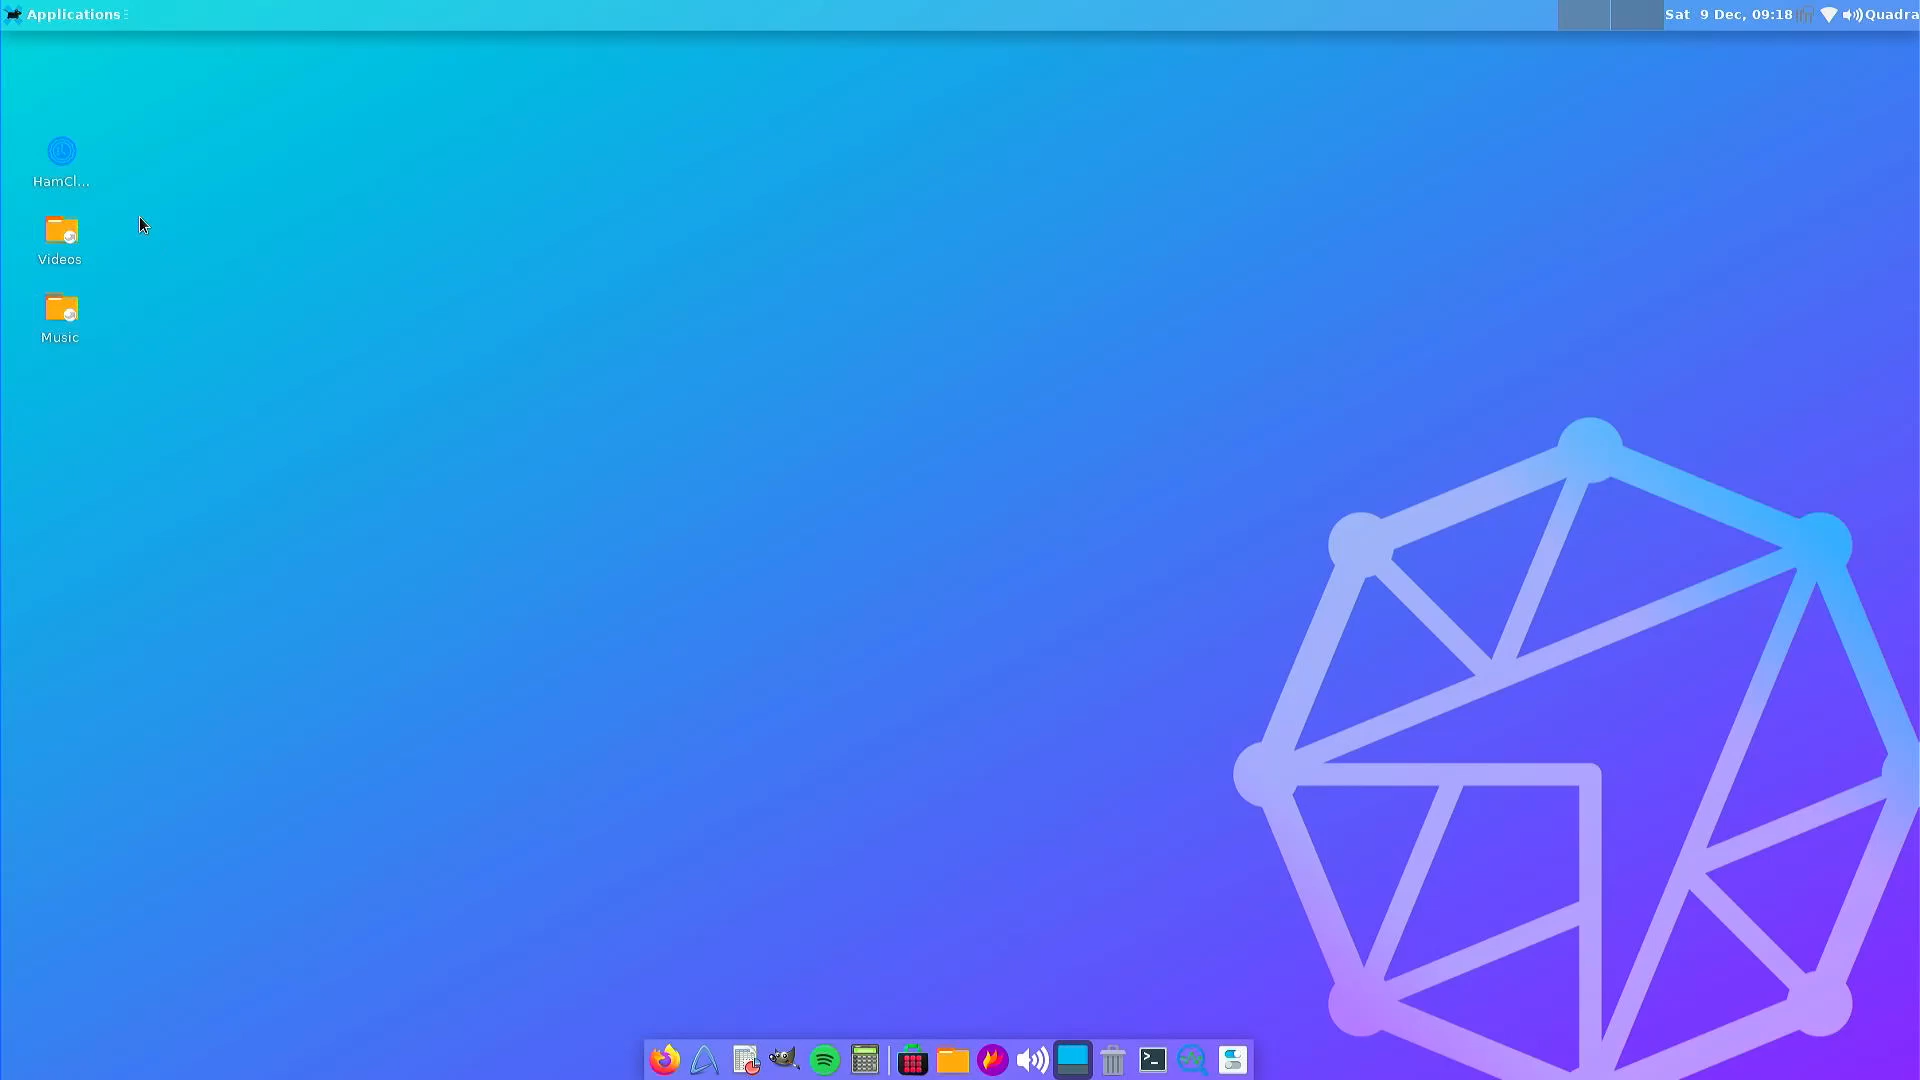 Applications
Sat 9 Dec, 09:18
Quadra
HamCl...
Videos
Music